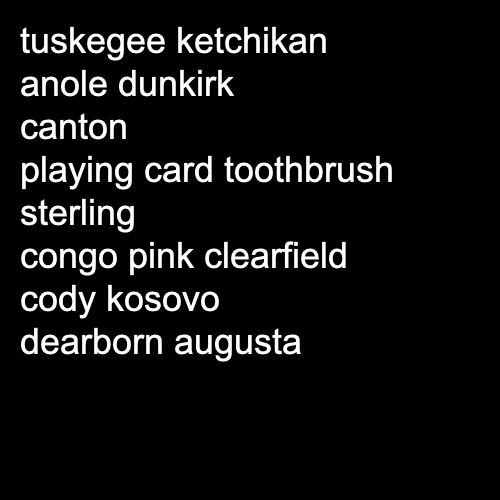 tuskegee ketchikan
anole dunkirk
canton
playing card toothbrush
sterling
congo pink clearfield
cody kosovo
dearborn augusta